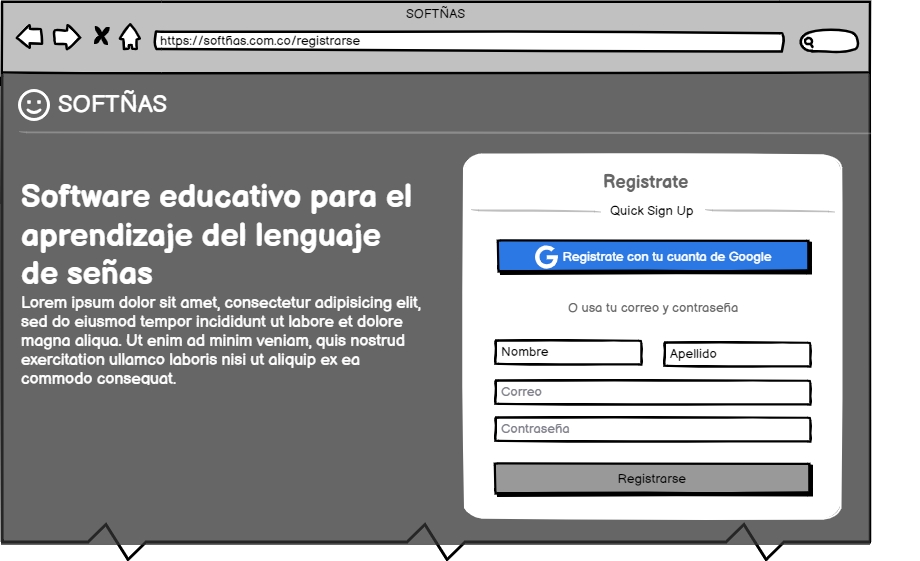 SOFTÑAS
https://softñas.com.co/registrarse
SOFTÑAS
Software educativo para el
aprendizaje del lenguaje
de señas
Lorem ipsum dolor sit amet, consectetur adipisicing elit,
sed do eiusmod tempor incididunt ut labore et dolore
magna aliqua. Ut enim ad minim veniam, quis nostrud
exercitation ullamco laboris nisi ut aliquip ex ea
commodo consequat.
Registrate
Quick Sign Up
Registrate con tu cuanta de Google
O usa tu correo y contraseña
Nombre
Apellido
Correo
Contraseña
Registrarse